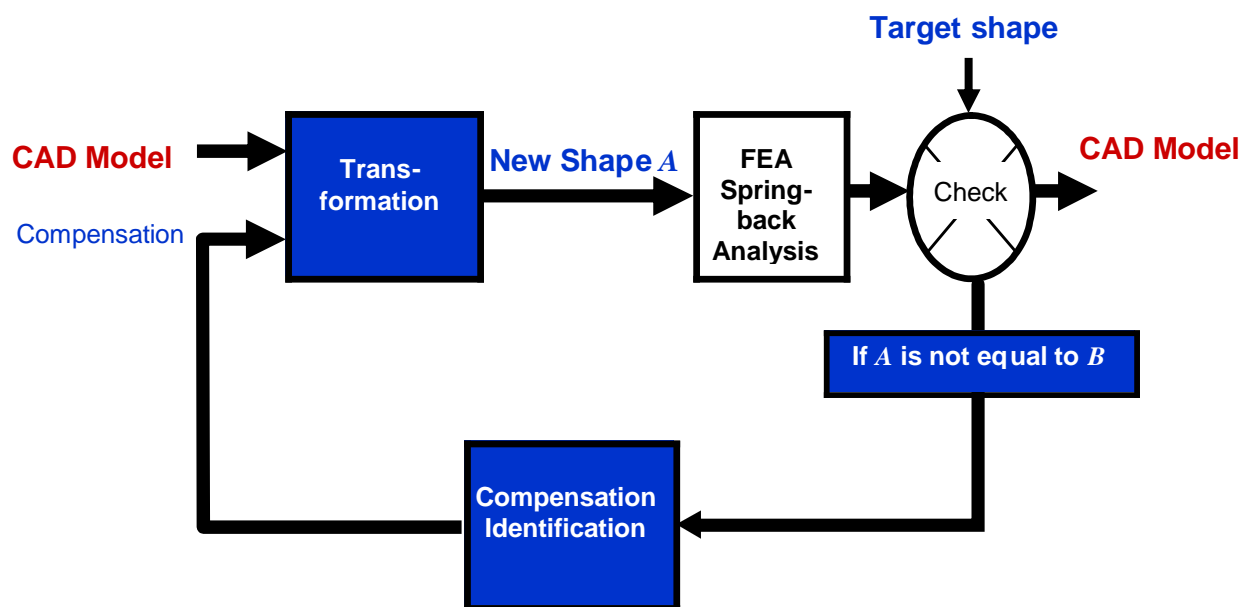 Target shape
CAD Model
Trans-
formation
New Shape A
FEA
Spring-
back
Analysis
Check
CAD Model
Compensation
If A is not equal to B
Compensation
Identification